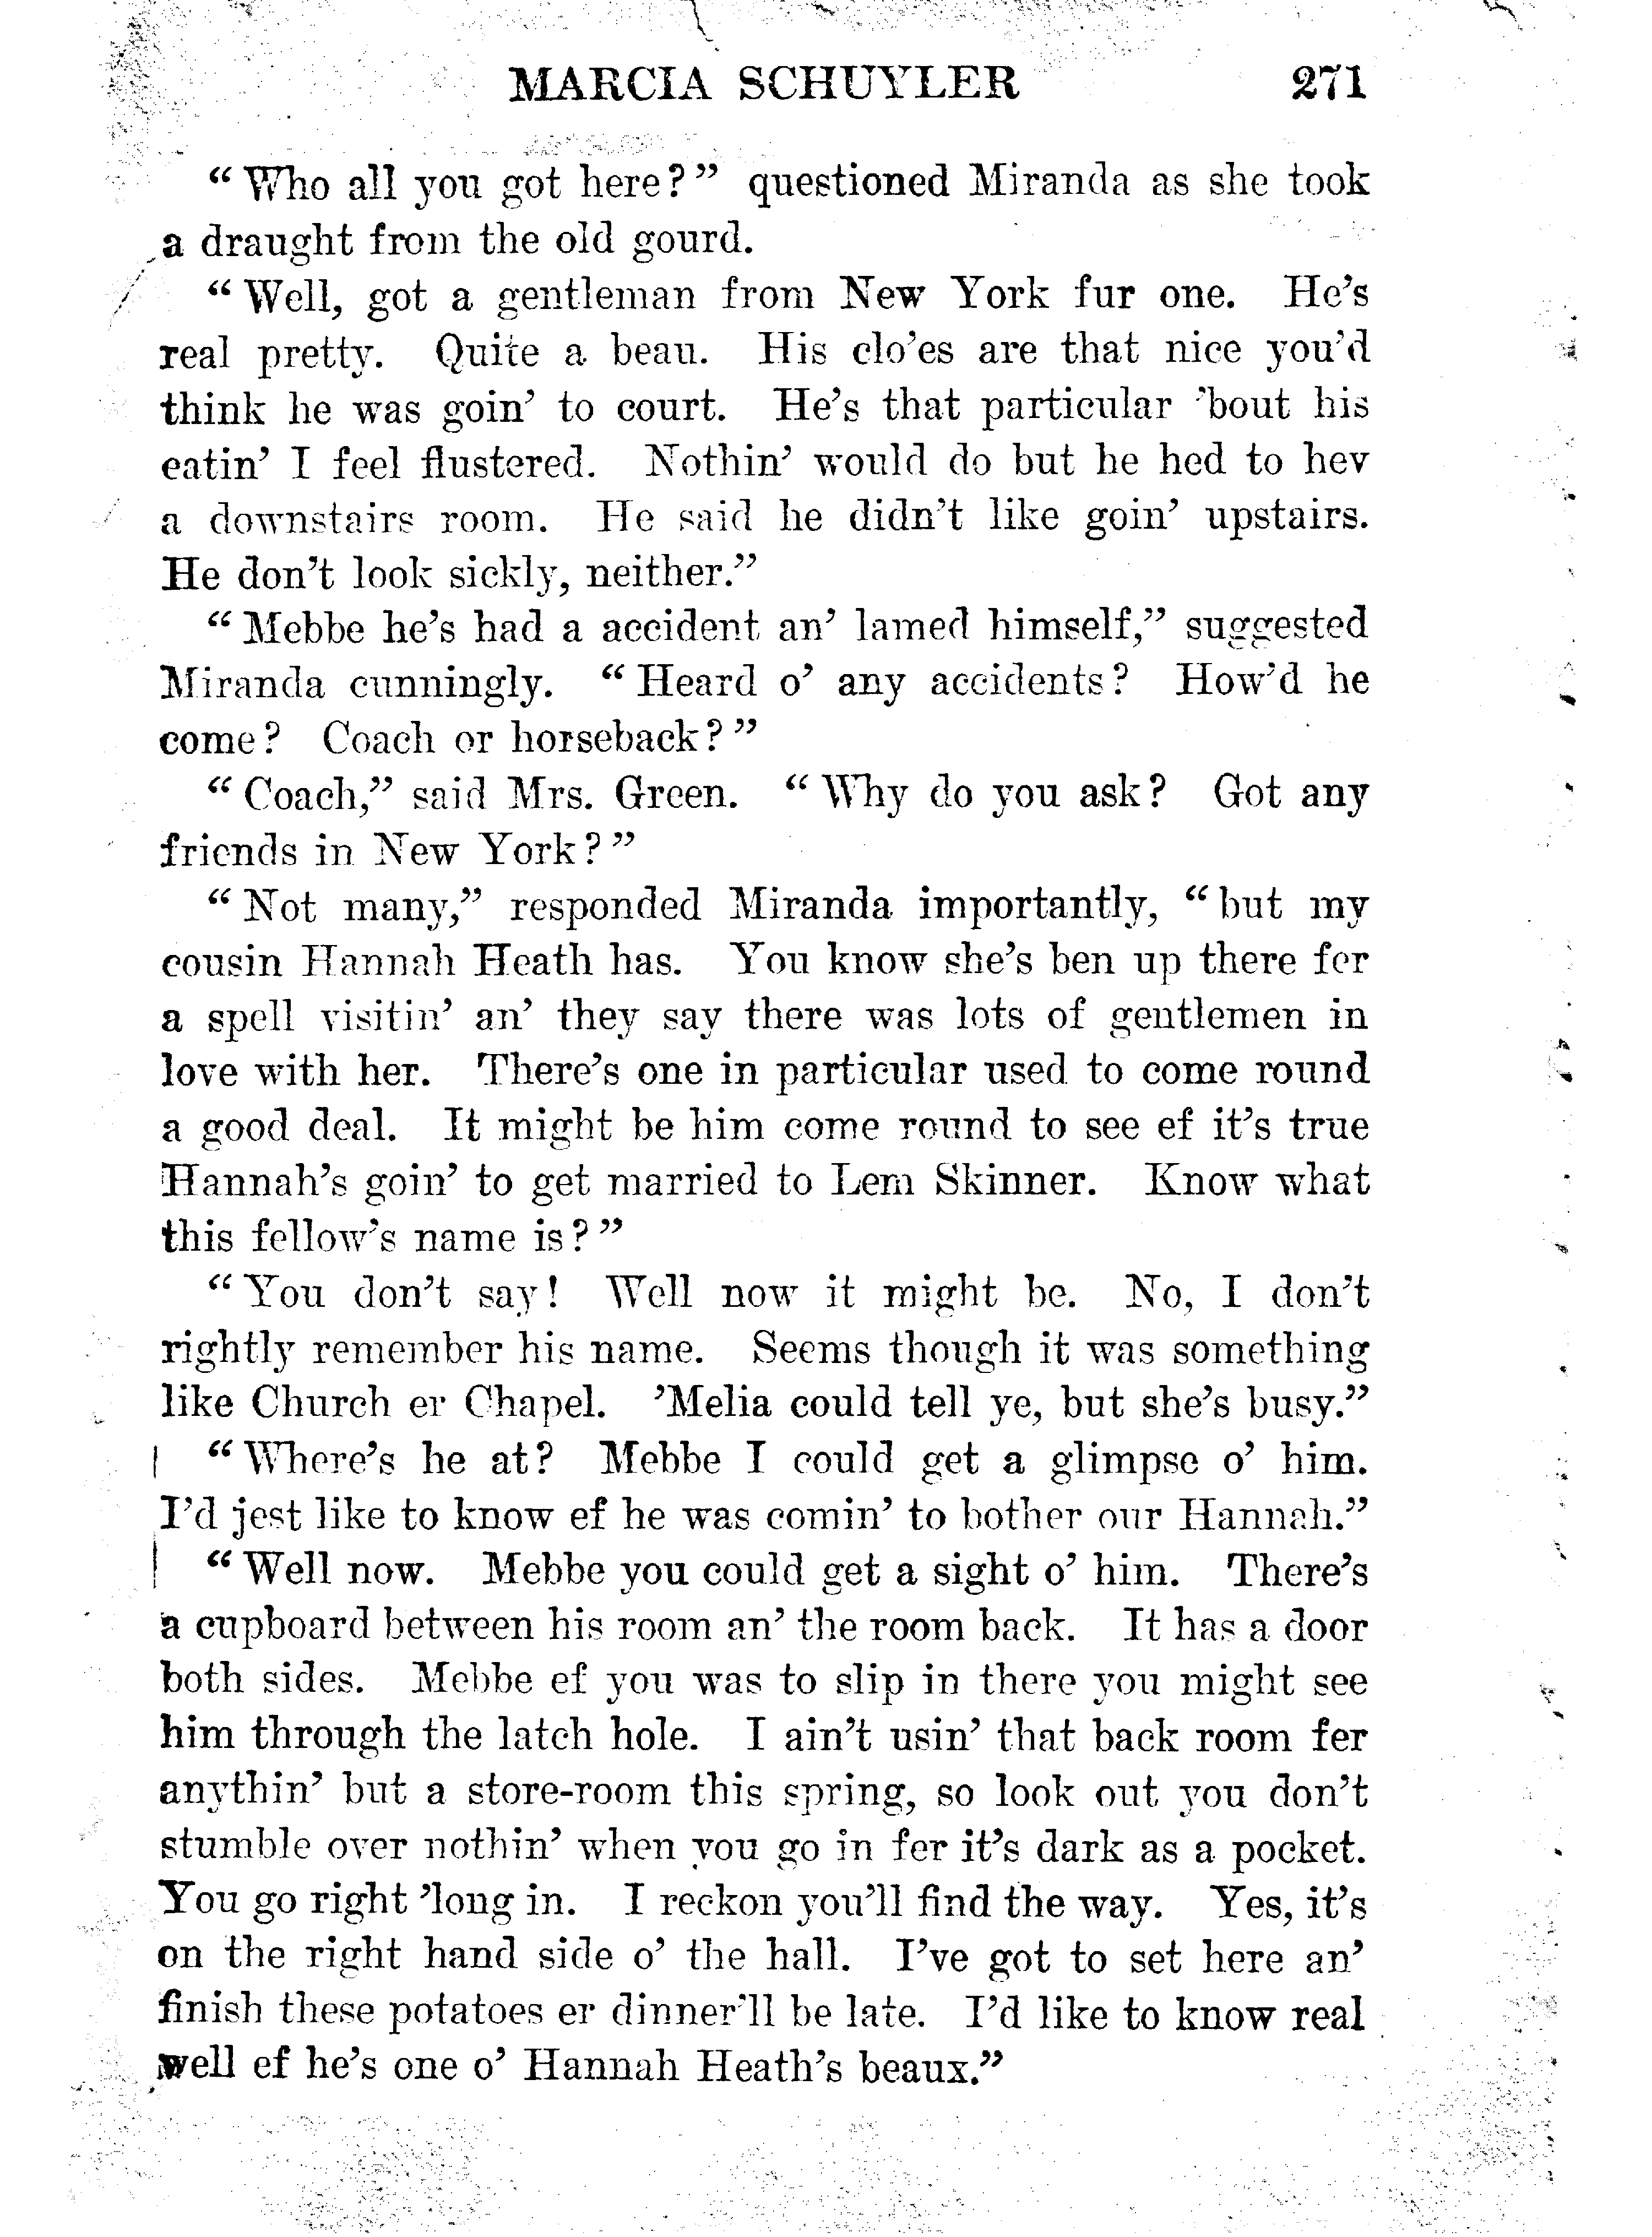 MARCIA SCHUYLER 271
“Who all you got here?” questioned Miranda as she took
a draught from the old gourd.
“Well, got a gentleman from New York fur one. He’s
real pretty. Quite a beau. His clo’es are that nice you’d
think he was goin’ to court. He’s that particular ’bout his
eatin’ I feel flustered. Nothin’ would do but he hed to hev
a downstairs room. He said he didn’t like goin’ upstairs.
He don’t look sickly, neither.”
“Mebbe he’s had a accident an’ lamed himself,” suggested
Miranda cunningly. “Heard o’ any accidents? How’d he
come? Coach or horseback?”
“Coach,” said Mrs. Green. “Why do you ask? Got any
friends in New York?”
“Not many,” responded Miranda importantly, “but my
cousin Hannah Heath has. You know she’s ben up there fer
a spell visitin’ an’ they say there was lots of gentlemen in
love with her. There’s one in particular used to come round
a good deal. It might be him come round to see ef it’s true
Hannah’s goin’ to get married to Lem Skinner. Know what
this fellow’s name is?”
“You don’t say! Well now it might be. No, I don’t
rightly remember his name. Seems though it was something
like Church er Chapel. ’Melia could tell ye, but she’s busy.”
“Where’s he at? Mebbe I could get a glimpse o’ him.
I’d jest like to know ef he was comin’ to bother our Hannah.”
“Well now. Mebbe you could get a sight o’ him. There’s
a cupboard between his room an’ the room back. It has a door
both sides. Mebbe ef you was to slip in there you might see
him through the latch hole. I ain’t usin’ that back room fer
anythin’ but a store-room this spring, so look out you don’t
stumble over nothin’ when you go in fer it’s dark as a pocket.
You go right ’long in. I reckon you’ll find the way. Yes, it’s
on the right hand side o’ the hall. I’ve got to set here an’
finish these potatoes er dinner’ll be late. I’d like to know real
well ef he’s one o’ Hannah Heath’s beaux.”